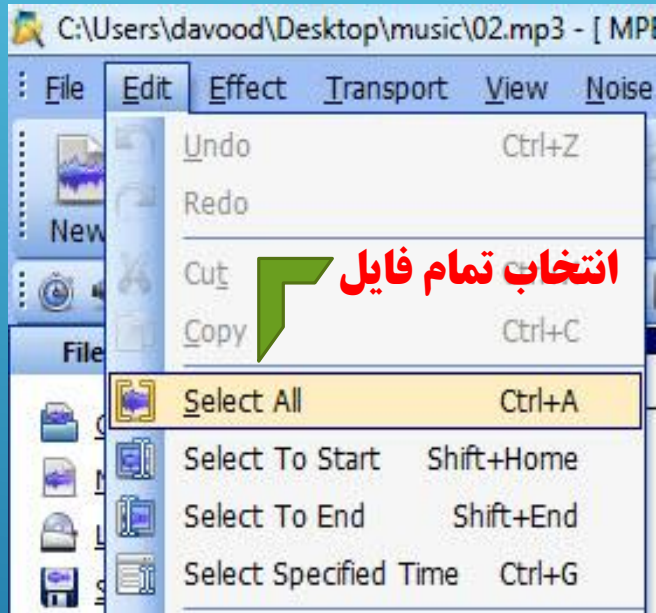 C:\Users\davood\Desktop\music\02.mp3 - [ MPE
File Edit Effect Transport View Noise
Undo Ctrl+Z
New
Redo
انتخاب تمام فایل
Cut
Copy Ctrl+C
File
Select All Ctrl+A
Select To Start Shift+Home
Select To End Shift+End
Select Specified Time Ctrl+G